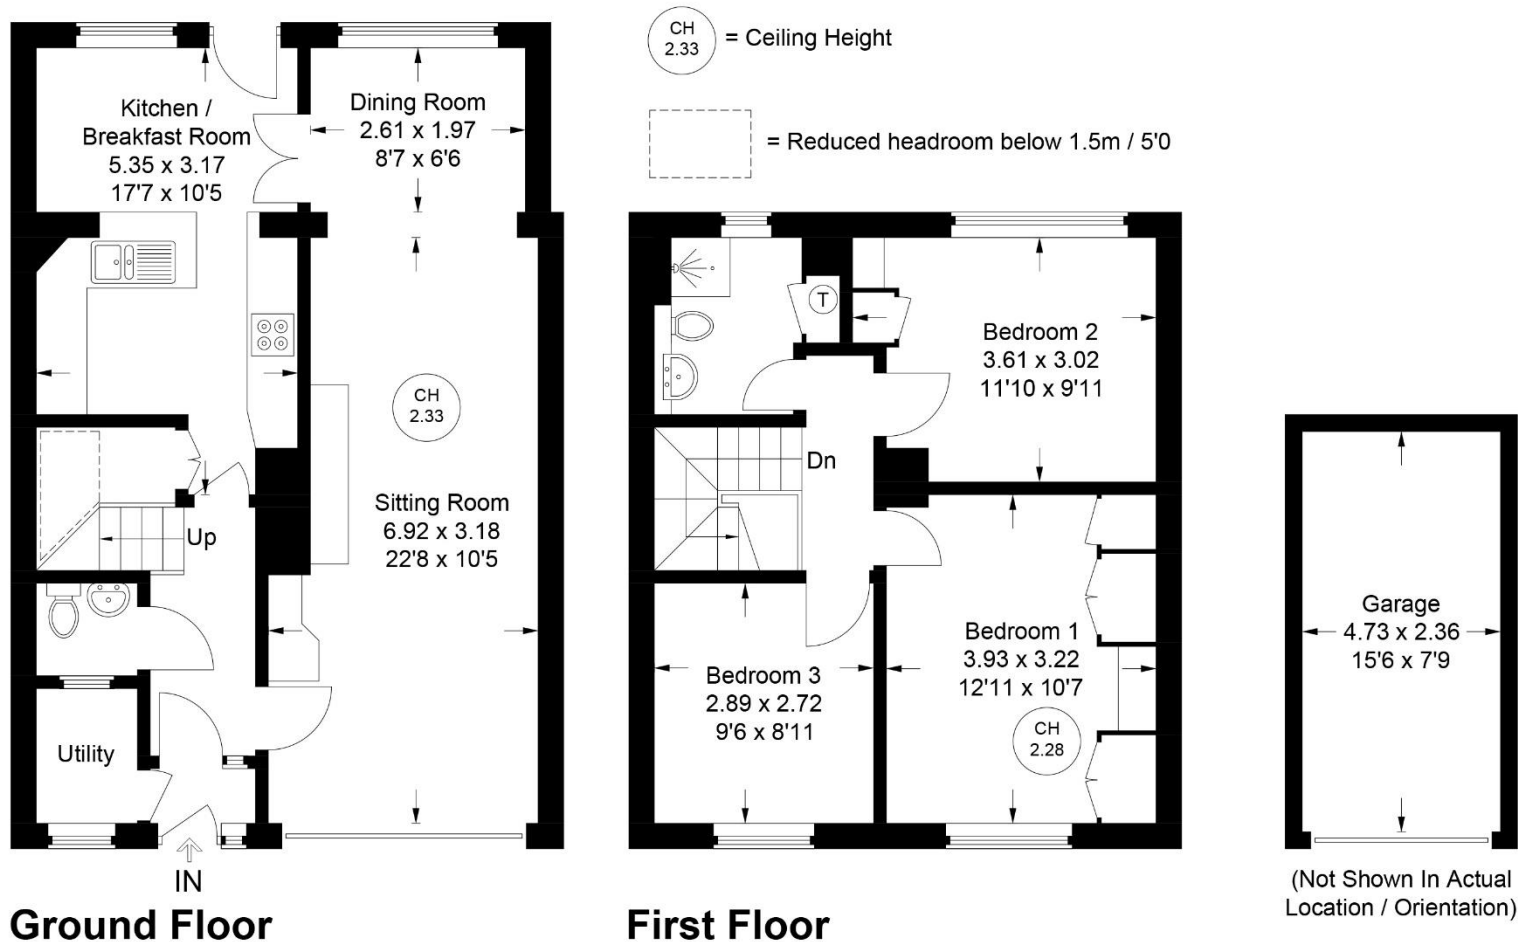 CH
2.33
= Ceiling Height
= Reduced headroom below 1.5m / 5'0
Kitchen /
Breakfast Room
5.35 x 3.17
17'7 x 10'5
Dining Room
2.61 x 1.97
8'7 x 6'6
CH
2.33
Sitting Room
6.92 x 3.18
22'8 x 10'5
Up
Utility
IN
Ground Floor
T
Bedroom 2
3.61 x 3.02
11'10 x 9'11
Dn
Bedroom 1
3.93 x 3.22
12'11 x 10'7
CH
2.28
Bedroom 3
2.89 x 2.72
9'6 x 8'11
First Floor
Garage
4.73 x 2.36
15'6 x 7'9
(Not Shown In Actual
Location / Orientation)